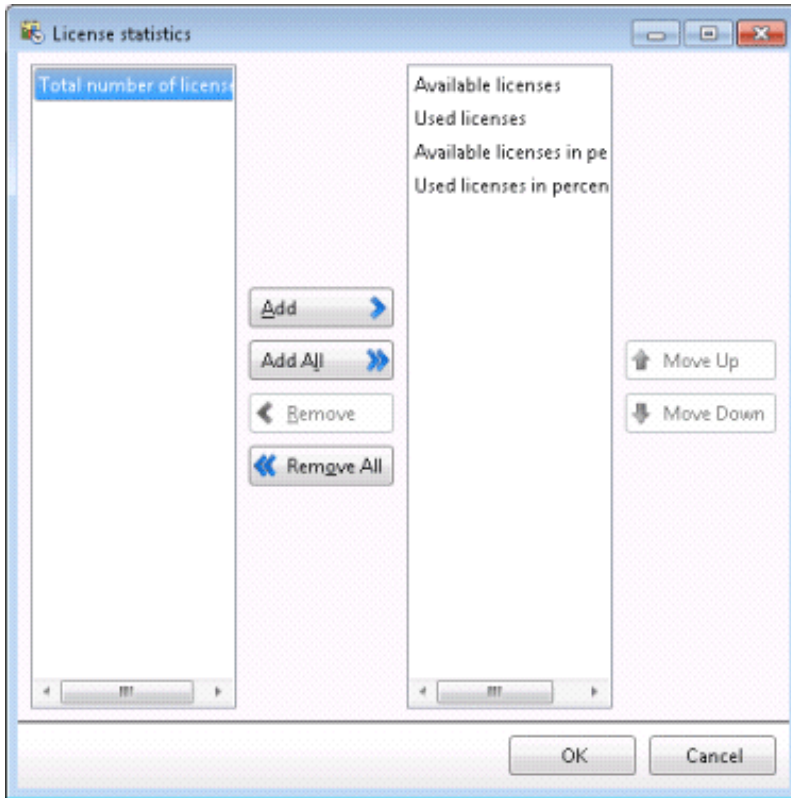 License statistics
Total number of license
Available licenses
Used licenses
Available licenses in pe
Used licenses in percen
Add
Add All
Remove
Remove All
Move Up
Move Down
OK
Cancel